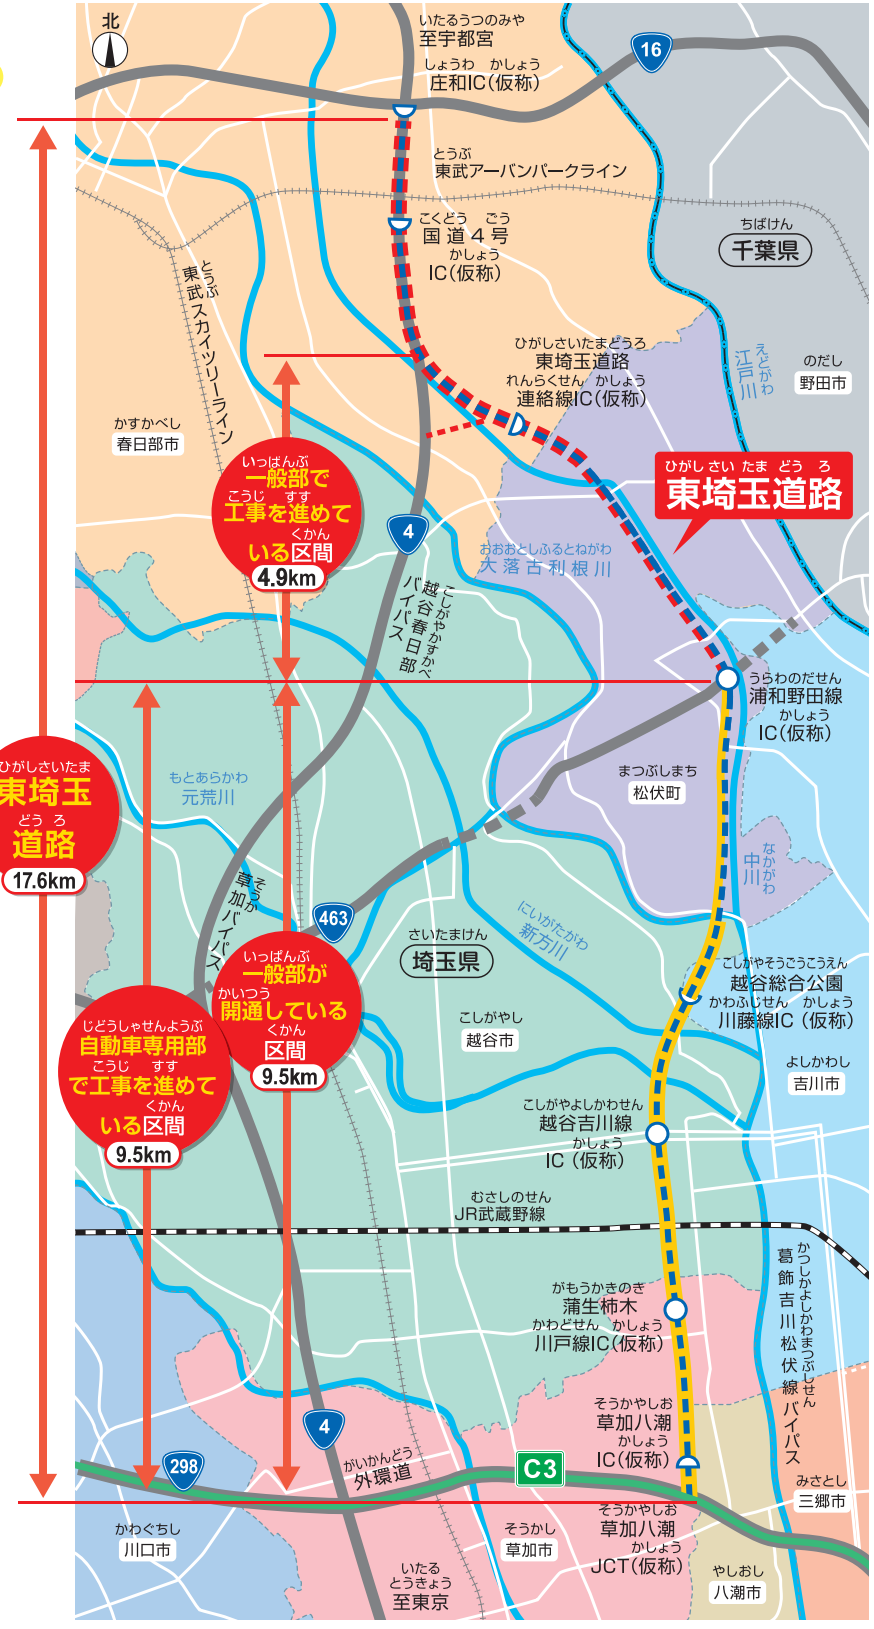 北
いたるうつのみや
至宇都宮
16
しょうわ かしょう
庄和IC(仮称)
とうぶ
東武アーバンパークライン
こくどう ごう
国道4号
かしょう
IC(仮称)
ちばけん
千葉県
とうぶ
東武スカイツリーライン
ひがしさいたまどうろ
東埼玉道路
れんらくせん かしょう
連絡線IC(仮称)
えどがわ
江戸川
のだし
野田市
かすかべし
春日部市
いっぱんぶ
一般部で
こうじ すす
工事を進めて
くかん
いる区間
4.9km
ひがし さい たま どう ろ
東埼玉道路
4
おおおとしふるとねがわ
大落古利根川
こしがやかすかべ
越谷春日部
バイパス
うらわのだせん
浦和野田線
かしょう
IC(仮称)
ひがしさいたま
東埼玉
どう ろ
道路
17.6km
もとあらかわ
元荒川
まつぶしまち
松伏町
なかがわ
中川
そうか
草加バイパス
463
さいたまけん
埼玉県
にいがたがわ
新方川
いっぱんぶ
一般部が
かいつう
開通している
くかん
区間
9.5km
こしがやそうごうこうえん
越谷総合公園
かわふじせん かしょう
川藤線IC(仮称)
じどうしゃせんようぶ
自動車専用部
こうじ すす
で工事を進めて
くかん
いる区間
9.5km
こしがやし
越谷市
よしかわし
吉川市
こしがやよしかわせん
越谷吉川線
かしょう
IC(仮称)
むさしのせん
JR武蔵野線
かつしかよしかわまつぶしせん
葛飾吉川松伏線バイパス
がもうかきのき
蒲生柿木
かわどせん かしょう
川戸線IC(仮称)
そうかやしお
草加八潮
かしょう
IC(仮称)
4
298
がいかんどう
外環道
C3
みさとし
三郷市
かわぐちし
川口市
そうかし
草加市
そうかやしお
草加八潮
かしょう
JCT(仮称)
いたる
とうきょう
至東京
やしおし
八潮市